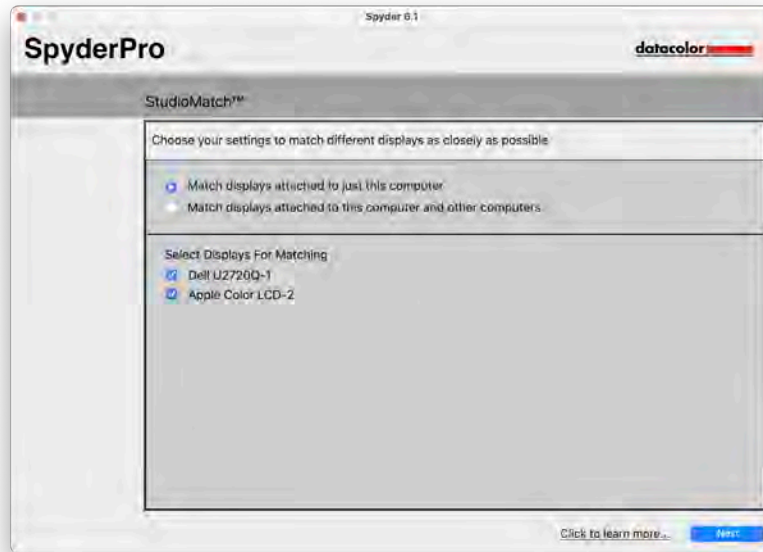 Spyder 6.1
SpyderPro
datacolor
StudioMatch™
Choose your settings to match different displays as closely as possible
Match displays attached to just this computer
Match displays attached to this computer and other computers
Select Displays For Matching
Dell U2720Q-1
Apple Color LCD-2
Click to learn more...
Next